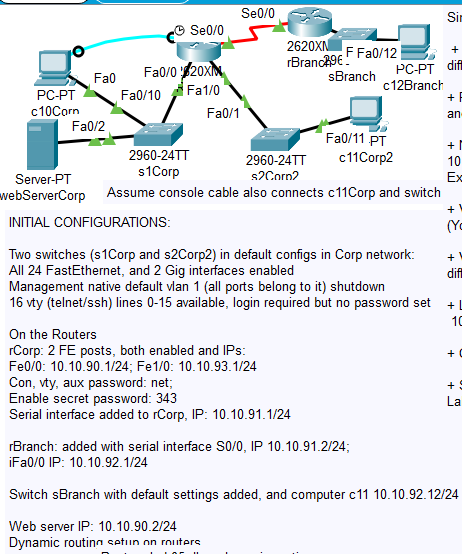 Se0/0
Se0/0
2620XM
rBranch
F Fa0/12
sBranch
PC-PT
c12Branch
Sin
PC-PT
c10Corp
Fa0
Fa0/0
620XM
Fa1/0
Fa0/10
Fa0/1
Fa0/2
2960-24TT
s1Corp
2960-24TT
s2Corp2
Fa0/11
PT
c11Corp2
Server-PT
webServerCorp
Assume console cable also connects c11Corp and switch
INITIAL CONFIGURATIONS:
Two switches (s1Corp and s2Corp2) in default configs in Corp network:
All 24 FastEthernet, and 2 Gig interfaces enabled
Management native default vlan 1 (all ports belong to it) shutdown
16 vty (telnet/ssh) lines 0-15 available, login required but no password set
On the Routers
rCorp: 2 FE posts, both enabled and IPs:
Fe0/0: 10.10.90.1/24; Fe1/0: 10.10.93.1/24
Con, vty, aux password: net;
Enable secret password: 343
Serial interface added to rCorp, IP: 10.10.91.1/24
rBranch: added with serial interface S0/0, IP 10.10.91.2/24;
iFa0/0 IP: 10.10.92.1/24
Switch sBranch with default settings added, and computer c11 10.10.92.12/24
Web server IP: 10.10.90.2/24
Dynamic routing setup on routers